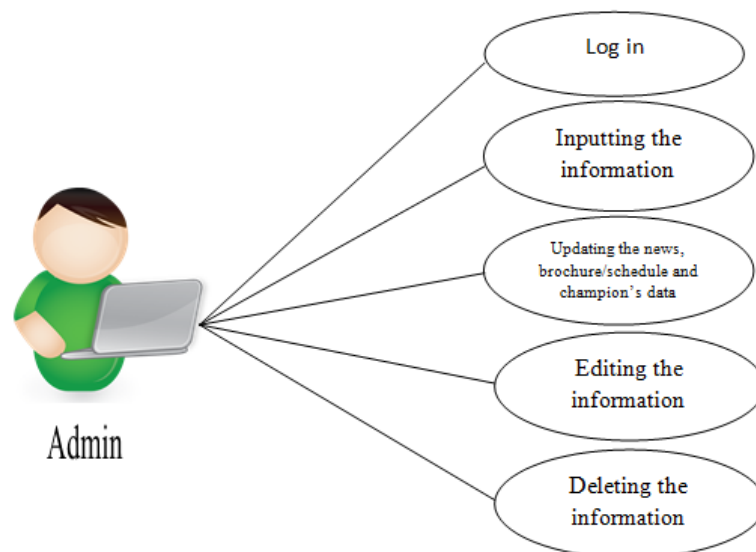 Log in
Inputting the
information
Updating the news,
brochure/schedule and
champion’s data
Editing the
information
Deleting the
information
Admin